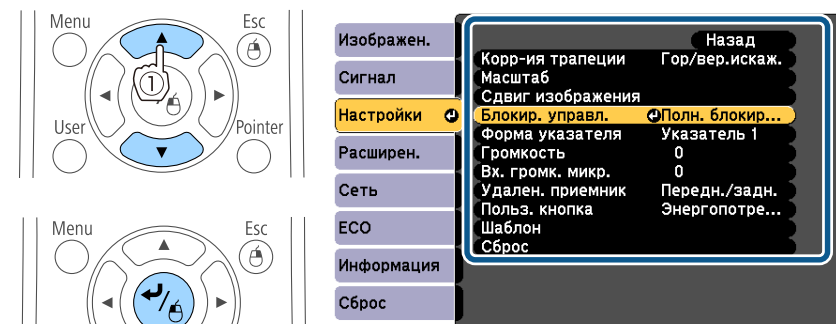 Menu
Esc
①
User
Pointer
Menu
Esc
Изображен.
Сигнал
Настройки
Расширен.
Сеть
ECO
Информация
Сброс
Назад
Корр-ия трапеции Гор/вер.искаж.
Масштаб
Сдвиг изображения
Блокир. управл. Полн. блокир...
Форма указателя Указатель 1
Громкость 0
Вх. громк. микр. 0
Удален. приемник Передн./задн.
Польз. кнопка Энергопотре...
Шаблон
Сброс